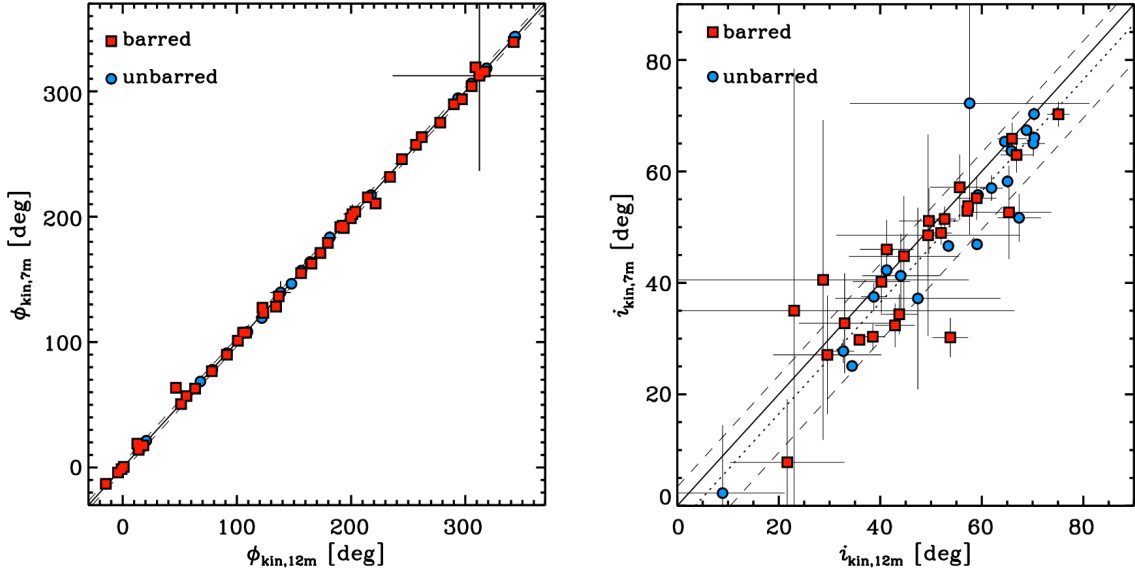 barred
unbarred
300
200
100
0
ϕkin,7m [deg]
0 100 200 300
ϕkin,12m [deg]
barred
unbarred
80
60
40
20
0
ikin,7m [deg]
0 20 40 60 80
ikin,12m [deg]